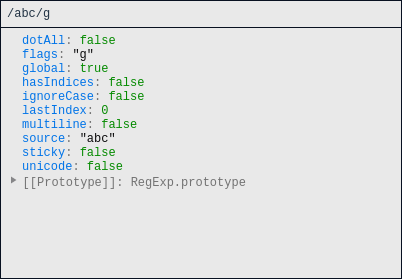 /abc/g
dotAll: false
flags: "g"
global: true
hasIndices: false
ignoreCase: false
lastIndex: 0
multiline: false
source: "abc"
sticky: false
unicode: false
[[Prototype]]: RegExp.prototype